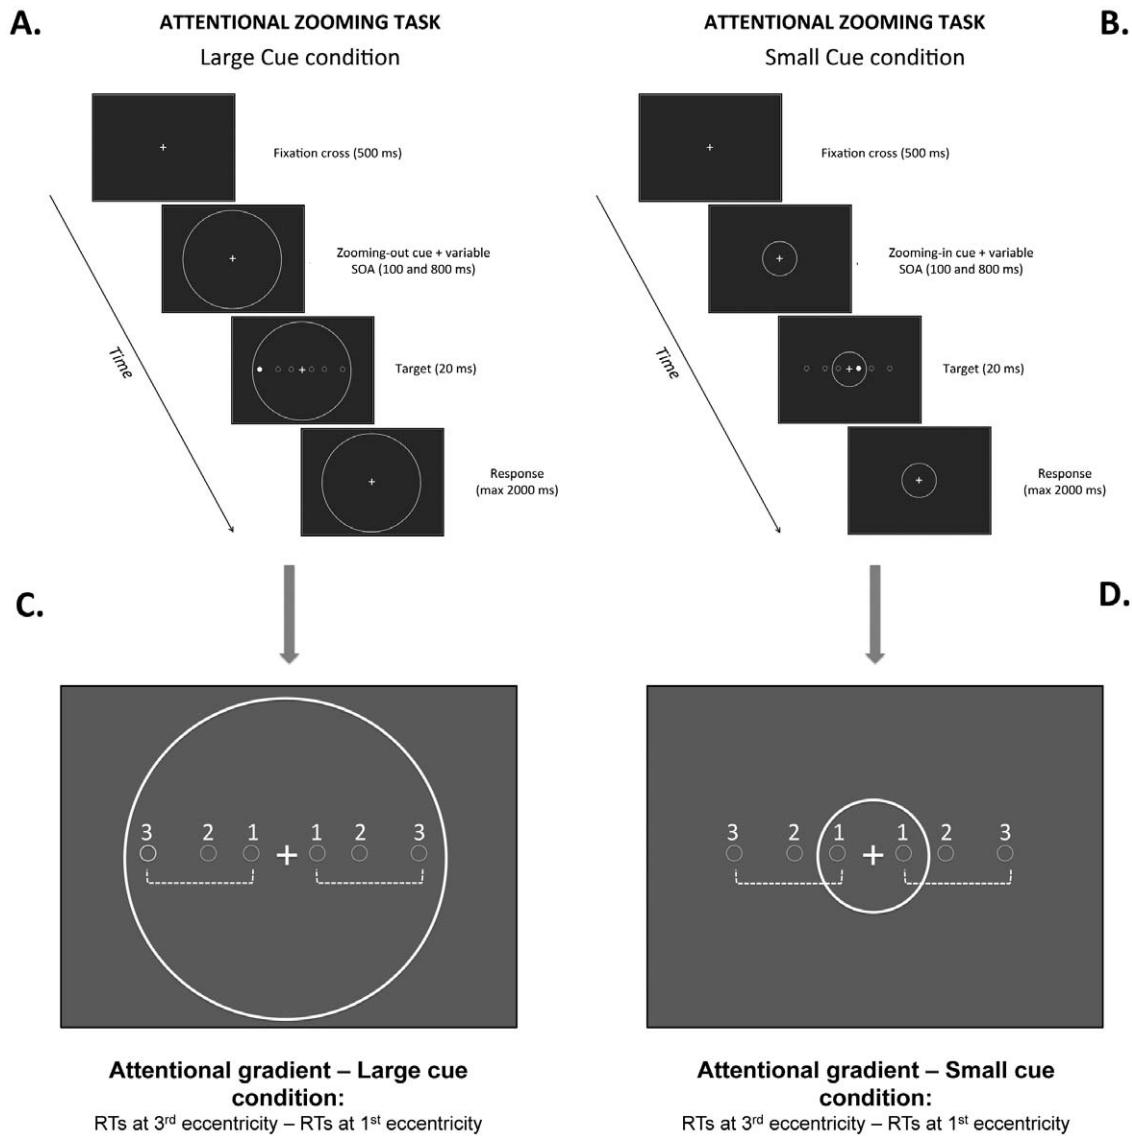 A.
ATTENTIONAL ZOOMING TASK
Large Cue condition
Fixation cross (500 ms)
Zooming-out cue + variable
SOA (100 and 800 ms)
Target (20 ms)
Response
(max 2000 ms)
Time
B.
ATTENTIONAL ZOOMING TASK
Small Cue condition
Fixation cross (500 ms)
Zooming-in cue + variable
SOA (100 and 800 ms)
Target (20 ms)
Response
(max 2000 ms)
Time
C.
3 2 1 + 1 2 3
Attentional gradient – Large cue
condition:
RTs at 3rd eccentricity – RTs at 1st eccentricity
D.
3 2 1 + 1 2 3
Attentional gradient – Small cue
condition:
RTs at 3rd eccentricity – RTs at 1st eccentricity